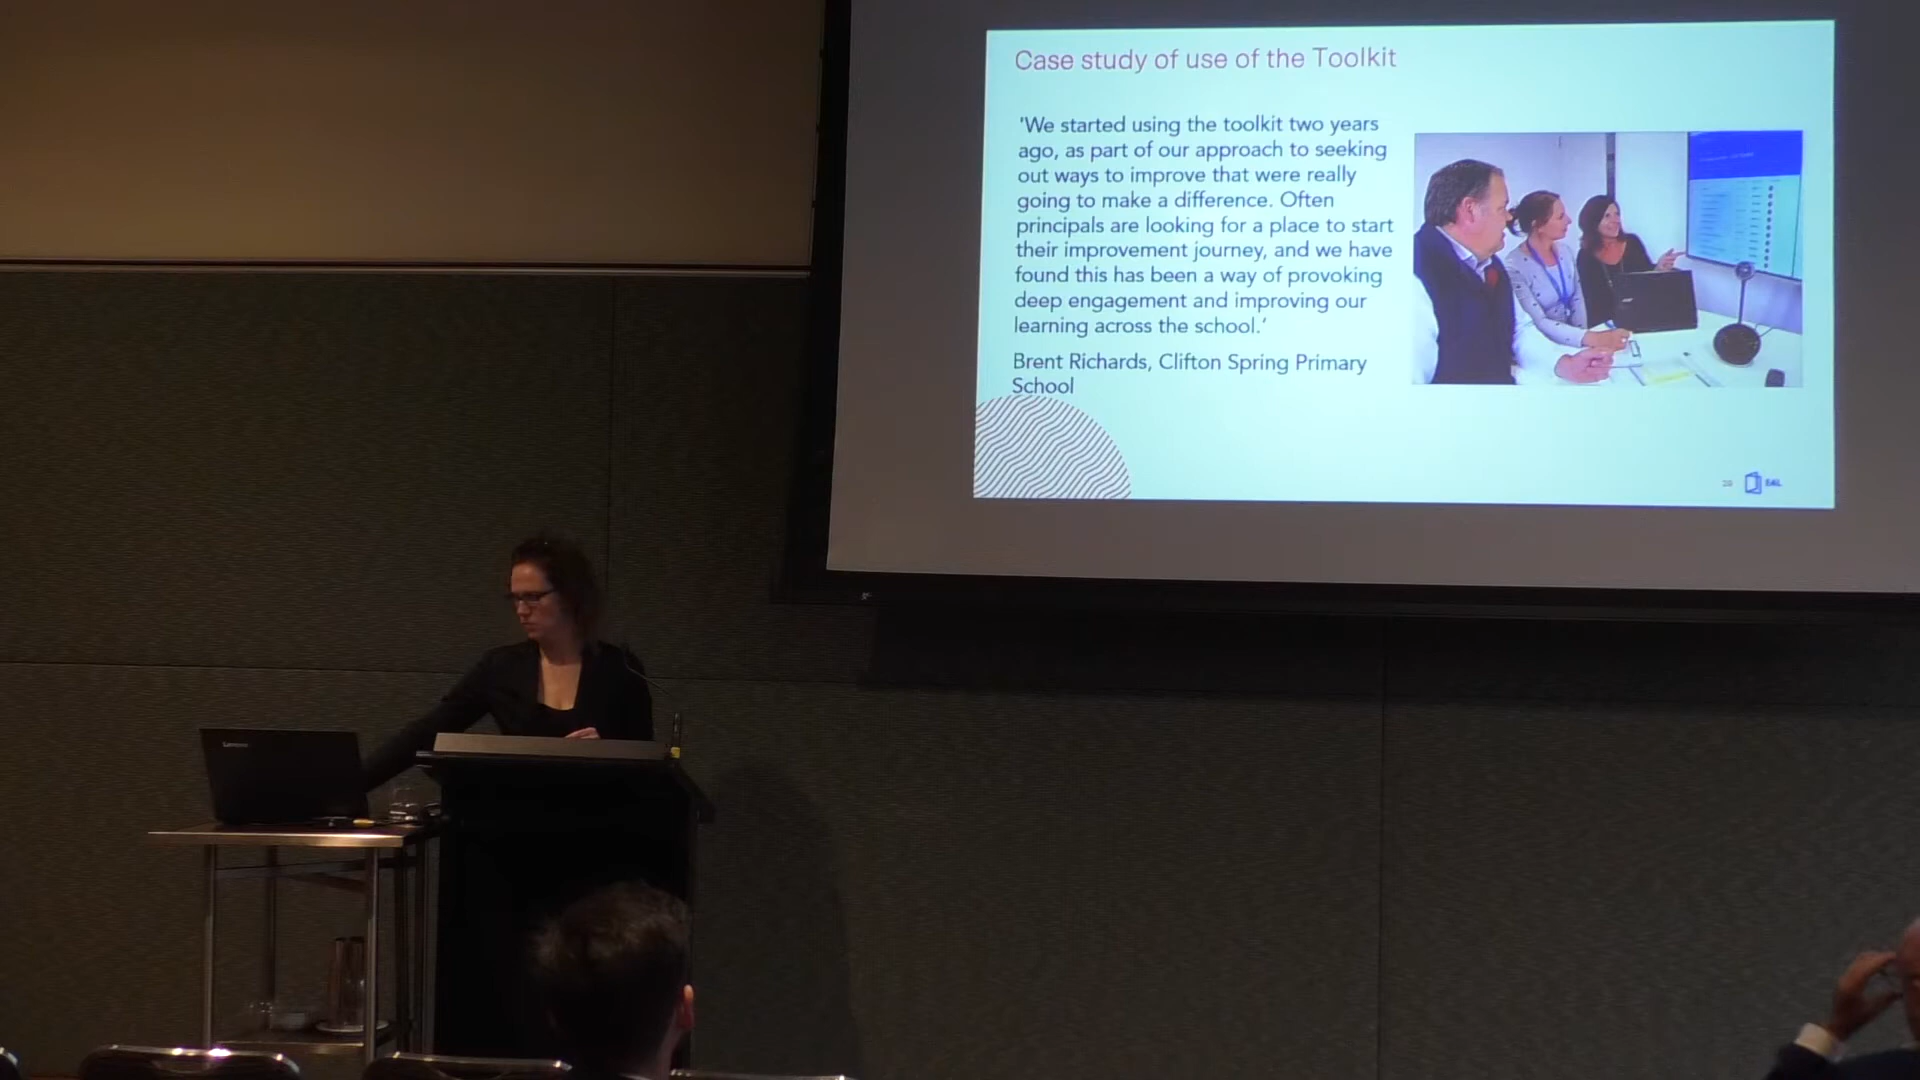 Case study of use of the Toolkit
'We started using the toolkit two years
ago, as part of our approach to seeking
out ways to improve that were really
going to make a difference. Often
principals are looking for a place to start
their improvement journey, and we have
found this has been a way of provoking
deep engagement and improving our
learning across the school.'
Brent Richards, Clifton Spring Primary
School
Lenovo